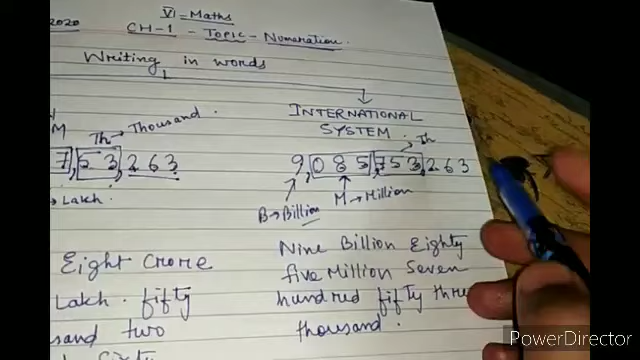 2020
VI - Maths
CH-1 - Topic - Numeration.
Writing in words
M
Th → Thousand.
7, 53, 263
→ Lakh.
Eight Crore
Lakh. fifty
sand two
Sixty
INTERNATIONAL
SYSTEM
→ Th
9,085,753,263
B → Billion
M → Million
Nine Billion Eighty
five Million Seven
hundred fifty three
thousand.
PowerDirector